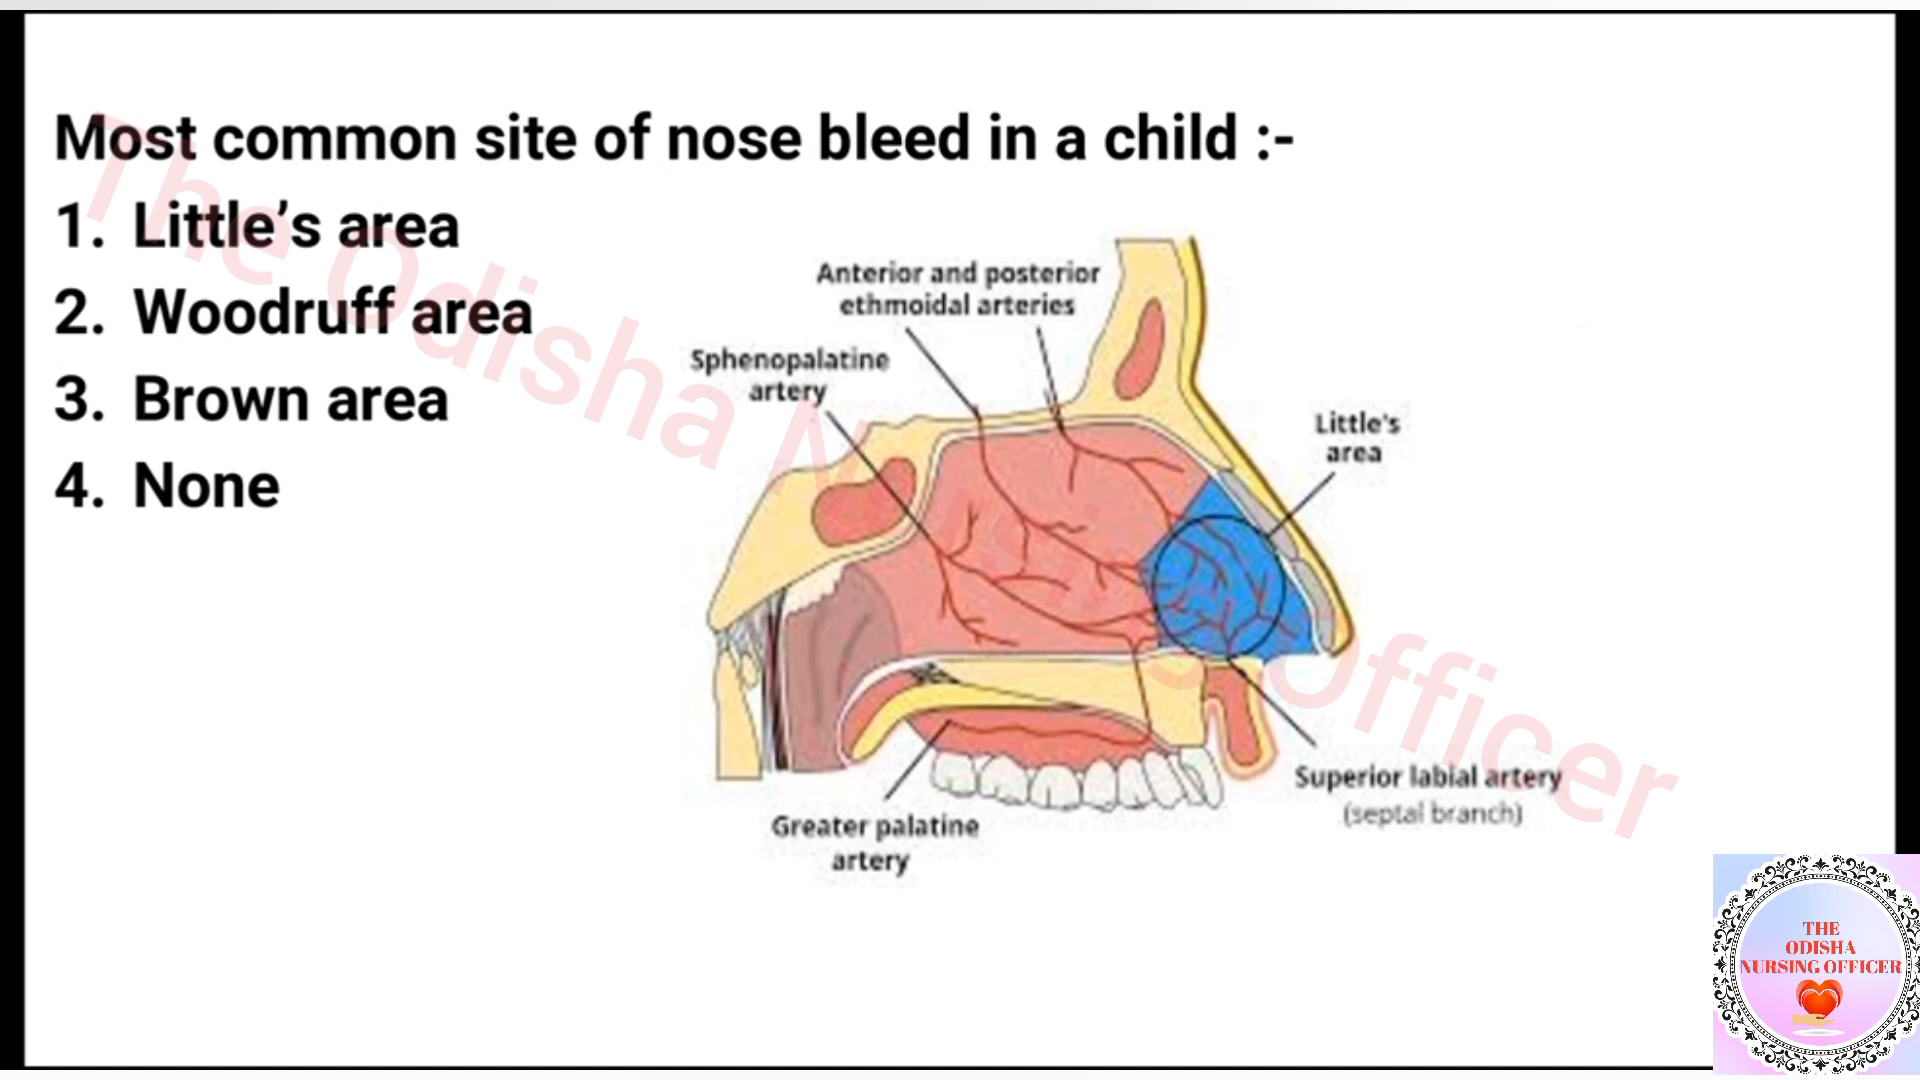 Most common site of nose bleed in a child :-
1. Little’s area
2. Woodruff area
3. Brown area
4. None
Anterior and posterior
ethmoidal arteries
Sphenopalatine
artery
Little's
area
Superior labial artery
(septal branch)
Greater palatine
artery
The Odisha Nursing Officer
THE
ODISHA
NURSING OFFICER